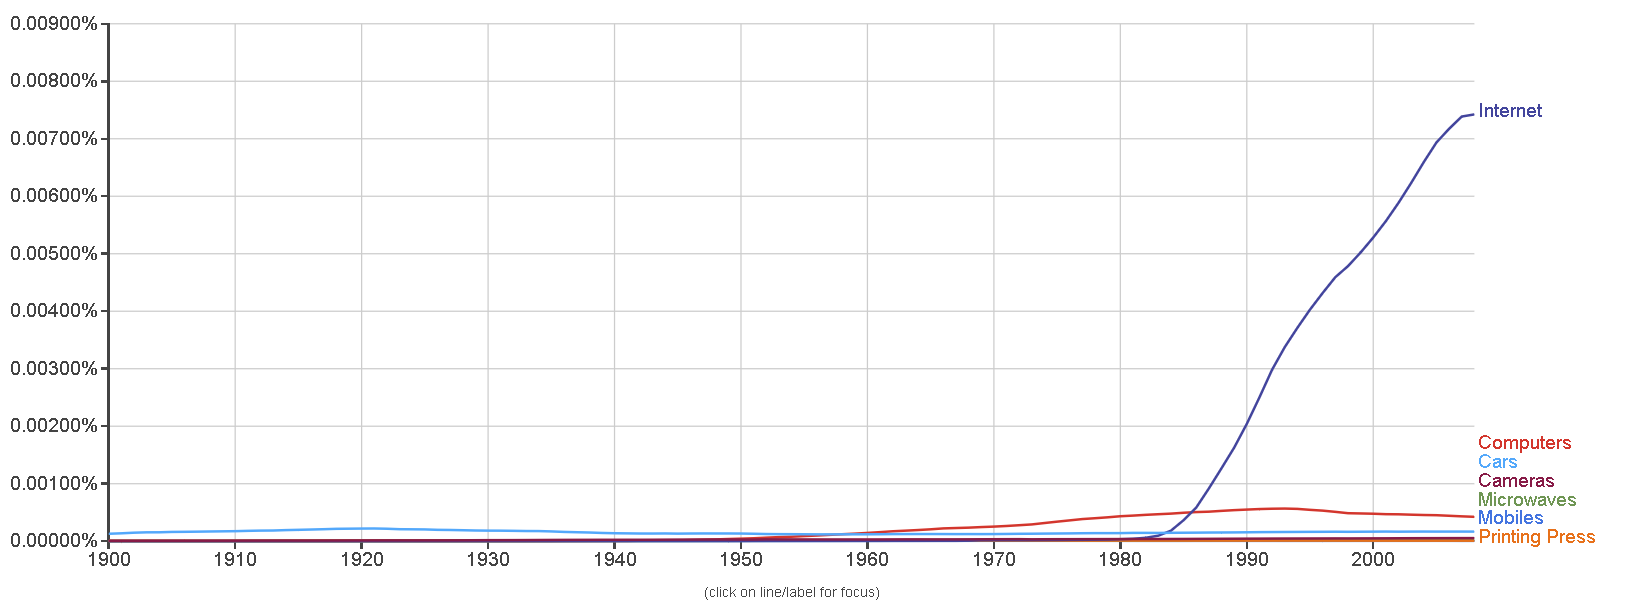 0.00900%
0.00800%
0.00700%
0.00600%
0.00500%
0.00400%
0.00300%
0.00200%
0.00100%
0.00000%
1900 1910 1920 1930 1940 1950 1960 1970 1980 1990 2000
Internet
Computers
Cars
Cameras
Microwaves
Mobiles
Printing Press
(click on line/label for focus)